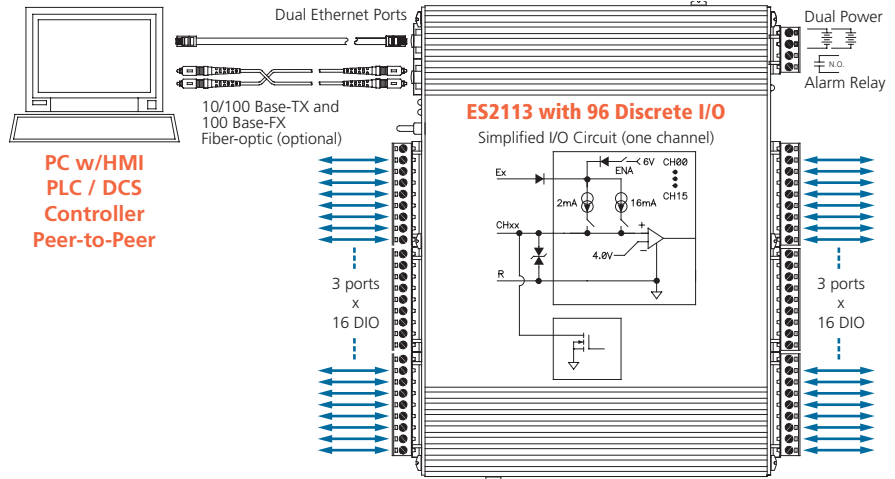 Dual Ethernet Ports
Dual Power
N.O.
Alarm Relay
10/100 Base-TX and
100 Base-FX
Fiber-optic (optional)
ES2113 with 96 Discrete I/O
Simplified I/O Circuit (one channel)
PC w/HMI
PLC / DCS
Controller
Peer-to-Peer
6V
CH00
ENA
Ex
CH15
2mA
16mA
CHxx
+
4.0V
−
R
3 ports
x
16 DIO
3 ports
x
16 DIO